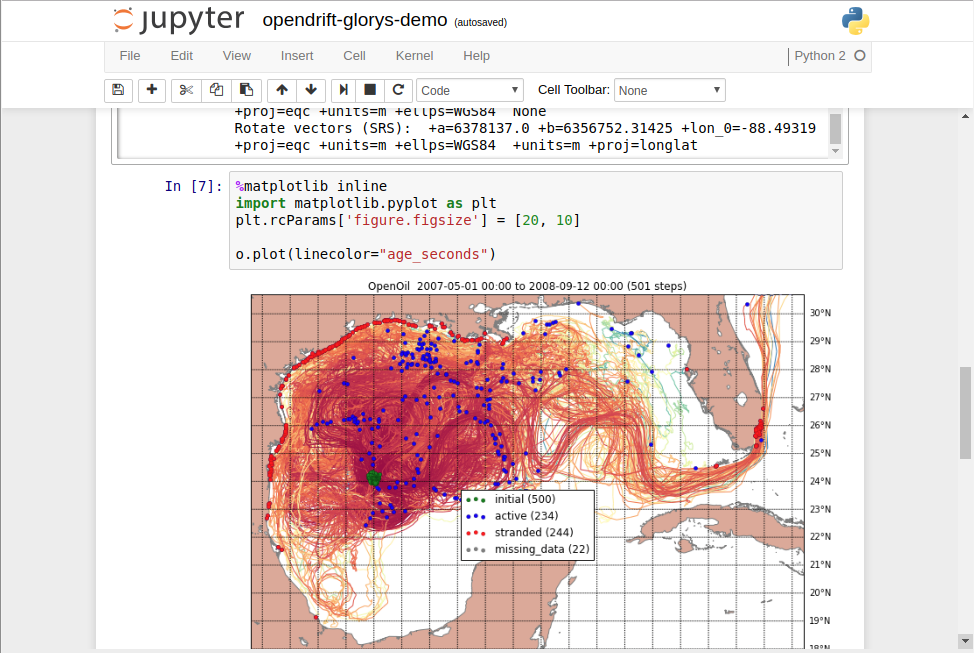 jupyter opendrift-glorys-demo (autosaved)
File Edit View Insert Cell Kernel Help Python 2
Code Cell Toolbar: None
+proj=eqc +units=m +ellps=WGS84 None
Rotate vectors (SRS): +a=6378137.0 +b=6356752.31425 +lon_0=-88.49319
+proj=eqc +units=m +ellps=WGS84 +units=m +proj=longlat
In [7]: %matplotlib inline
import matplotlib.pyplot as plt
plt.rcParams['figure.figsize'] = [20, 10]
o.plot(linecolor="age_seconds")
OpenOil 2007-05-01 00:00 to 2008-09-12 00:00 (501 steps)
30°N
29°N
28°N
27°N
26°N
25°N
24°N
initial (500)
23°N
active (234)
stranded (244)
22°N
missing_data (22)
21°N
20°N
19°N
18°N